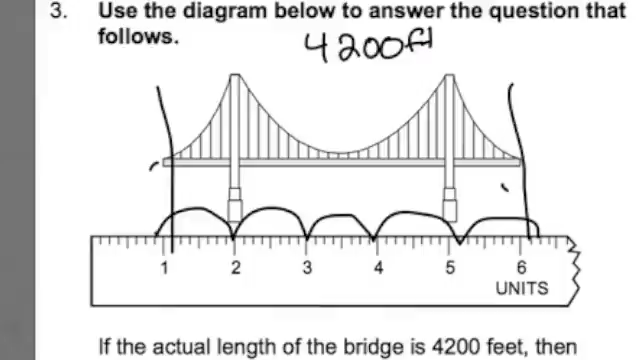 3. Use the diagram below to answer the question that
follows.
4200ft
1 2 3 4 5 6
UNITS
If the actual length of the bridge is 4200 feet, then